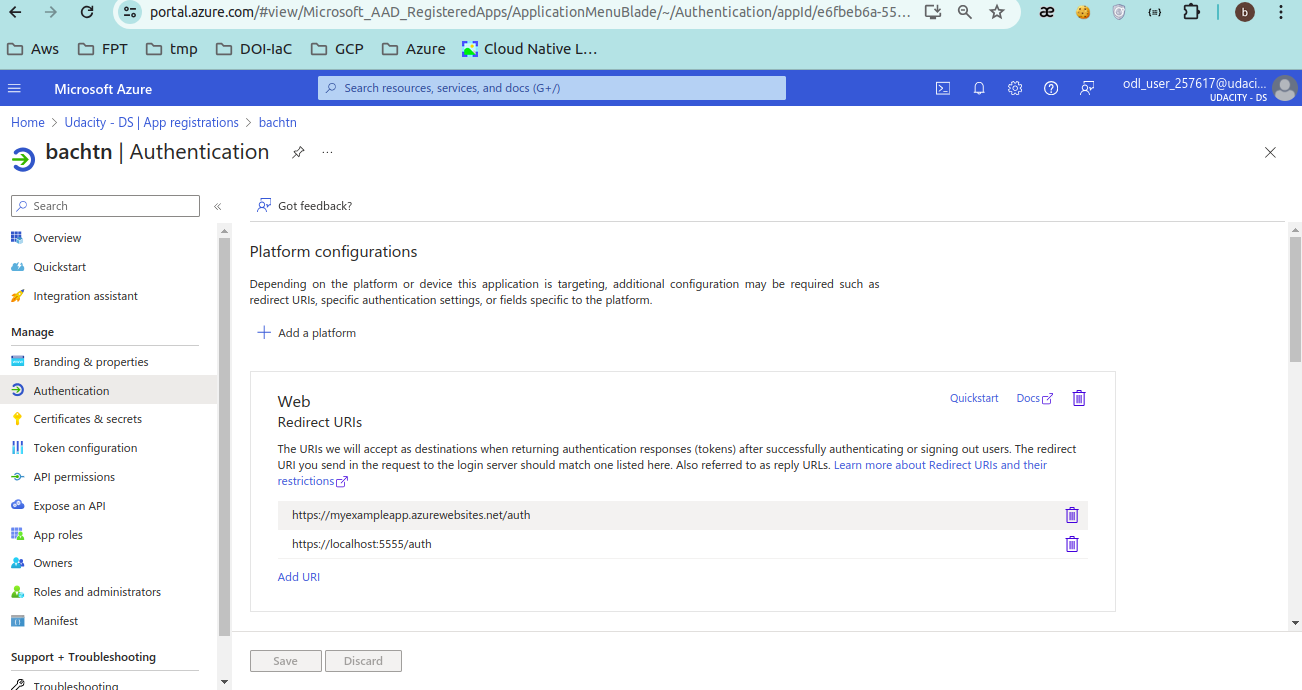 portal.azure.com/#view/Microsoft_AAD_RegisteredApps/ApplicationMenuBlade/~/Authentication/appId/e6fbeb6a-55...
æ
b
Aws
FPT
tmp
DOI-IaC
GCP
Azure
Cloud Native L...
Microsoft Azure
Search resources, services, and docs (G+/)
odl_user_257617@udaci...
UDACITY - DS
Home > Udacity - DS | App registrations > bachtn
bachtn | Authentication
...
Search
«
Got feedback?
Overview
Quickstart
Integration assistant
Manage
Branding & properties
Authentication
Certificates & secrets
Token configuration
API permissions
Expose an API
App roles
Owners
Roles and administrators
Manifest
Support + Troubleshooting
Troubleshooting
Platform configurations
Depending on the platform or device this application is targeting, additional configuration may be required such as
redirect URIs, specific authentication settings, or fields specific to the platform.
Add a platform
Web
Quickstart
Docs
Redirect URIs
The URIs we will accept as destinations when returning authentication responses (tokens) after successfully authenticating or signing out users. The redirect
URI you send in the request to the login server should match one listed here. Also referred to as reply URLs. Learn more about Redirect URIs and their
restrictions
https://myexampleapp.azurewebsites.net/auth
https://localhost:5555/auth
Add URI
Save
Discard